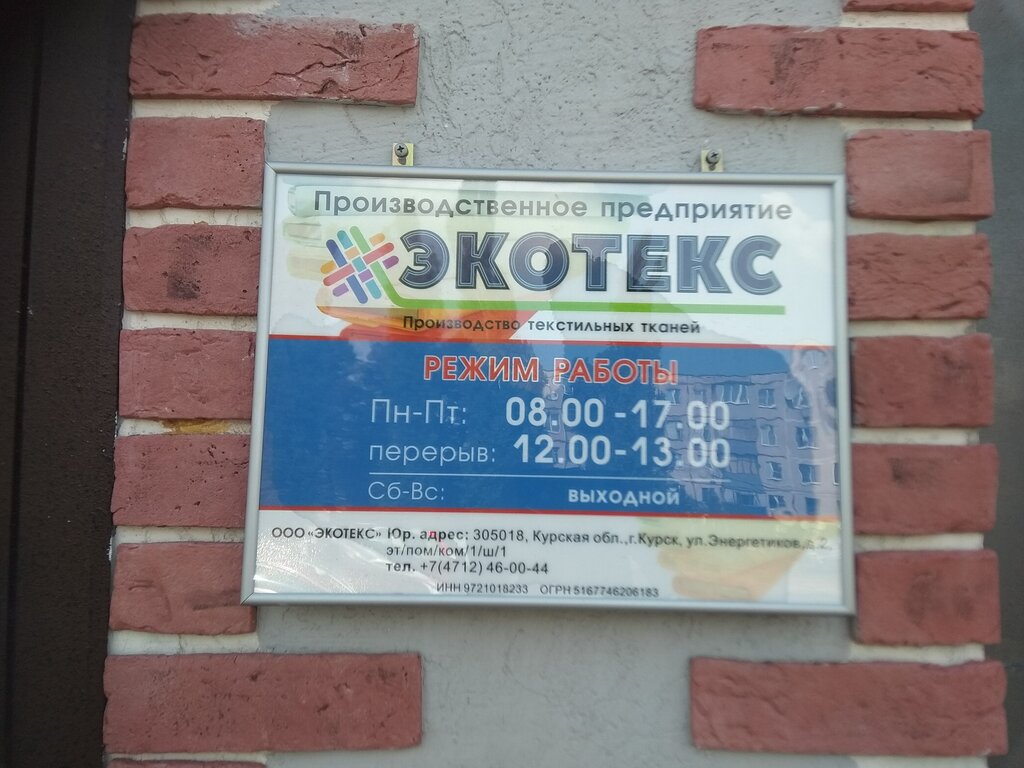 Производственное предприятие
ЭКОТЕКС
Производство текстильных тканей
РЕЖИМ РАБОТЫ
Пн-Пт: 08.00 -17.00
перерыв: 12.00-13.00
Сб-Вс: выходной
ООО «ЭКОТЕКС» Юр. адрес: 305018, Курская обл.,г.Курск, ул.Энергетиков,
эт/пом/ком/1/ш/1
тел. +7(4712) 46-00-44
ИНН 9721018233 ОГРН 5167746206183